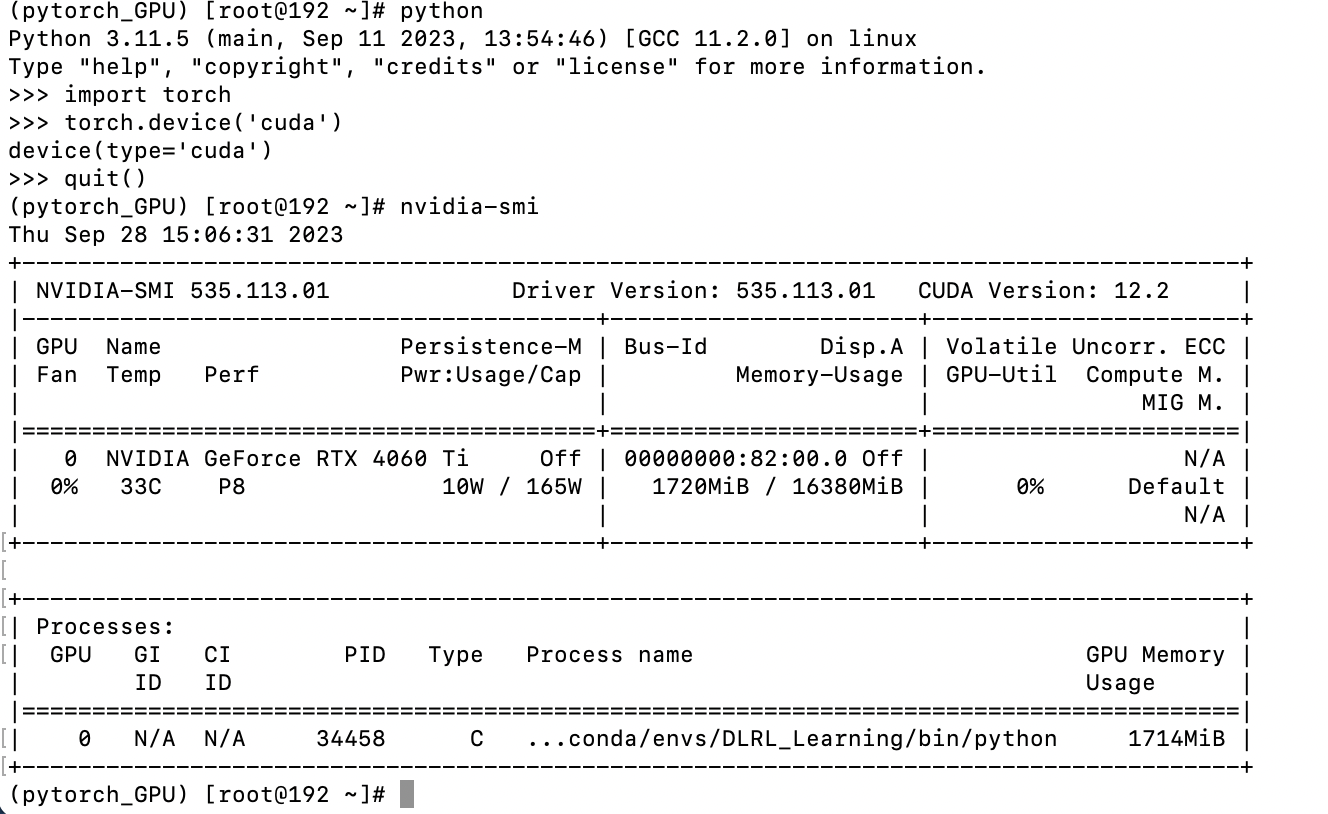 (pytorch_GPU) [root@192 ~]# python
Python 3.11.5 (main, Sep 11 2023, 13:54:46) [GCC 11.2.0] on linux
Type "help", "copyright", "credits" or "license" for more information.
>>> import torch
>>> torch.device('cuda')
device(type='cuda')
>>> quit()
(pytorch_GPU) [root@192 ~]# nvidia-smi
Thu Sep 28 15:06:31 2023
+---------------------------------------------------------------------------------------+
| NVIDIA-SMI 535.113.01             Driver Version: 535.113.01   CUDA Version: 12.2     |
|-----------------------------------------+----------------------+----------------------+
| GPU  Name                 Persistence-M | Bus-Id        Disp.A | Volatile Uncorr. ECC |
| Fan  Temp   Perf          Pwr:Usage/Cap |         Memory-Usage | GPU-Util  Compute M. |
|                                         |                      |               MIG M. |
|=========================================+======================+======================|
|   0  NVIDIA GeForce RTX 4060 Ti     Off | 00000000:82:00.0 Off |                  N/A |
|  0%   33C    P8              10W / 165W |   1720MiB / 16380MiB |      0%      Default |
|                                         |                      |                  N/A |
[+-----------------------------------------+----------------------+----------------------+
[
[+---------------------------------------------------------------------------------------+
[| Processes:                                                                            |
[|  GPU   GI   CI        PID   Type   Process name                            GPU Memory |
|        ID   ID                                                             Usage      |
|=======================================================================================|
[|    0   N/A  N/A     34458      C   ...conda/envs/DLRL_Learning/bin/python     1714MiB |
[+---------------------------------------------------------------------------------------+
(pytorch_GPU) [root@192 ~]#